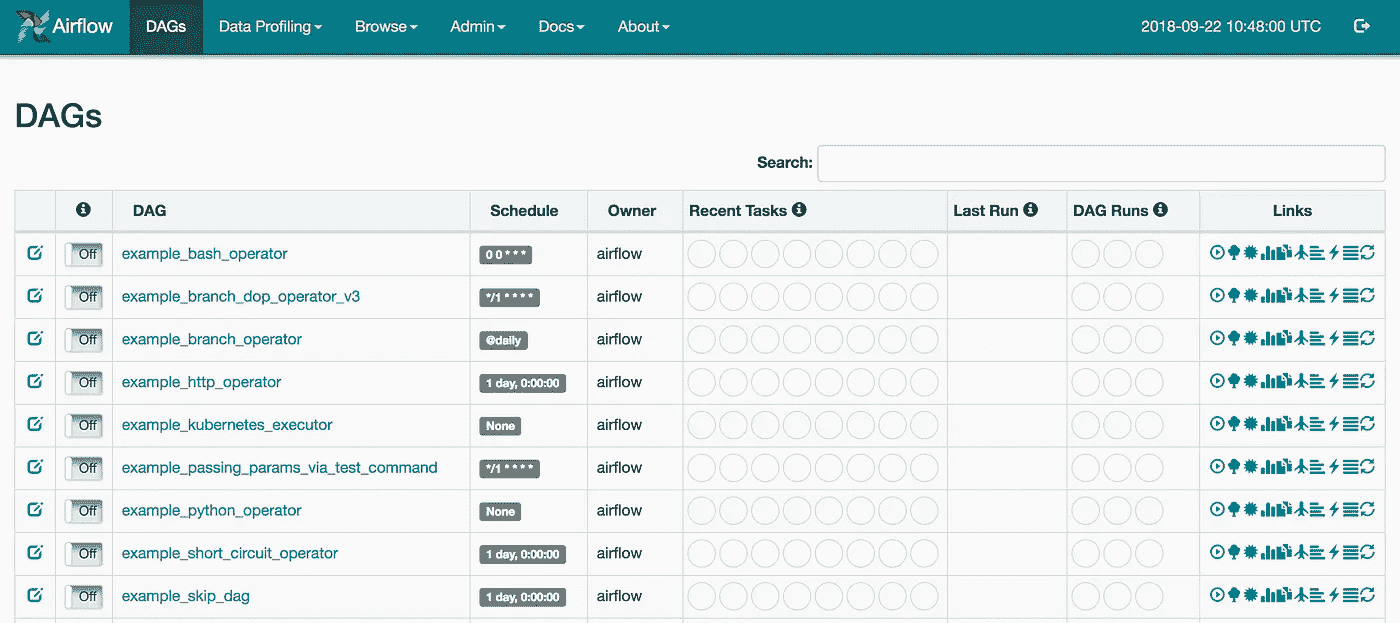 Airflow DAGs Data Profiling Browse Admin Docs About 2018-09-22 10:48:00 UTC
DAGs
Search:
DAG Schedule Owner Recent Tasks Last Run DAG Runs Links
Off example_bash_operator 0 0 * * * airflow
Off example_branch_dop_operator_v3 */1 * * * * airflow
Off example_branch_operator @daily airflow
Off example_http_operator 1 day, 0:00:00 airflow
Off example_kubernetes_executor None airflow
Off example_passing_params_via_test_command */1 * * * * airflow
Off example_python_operator None airflow
Off example_short_circuit_operator 1 day, 0:00:00 airflow
Off example_skip_dag 1 day, 0:00:00 airflow